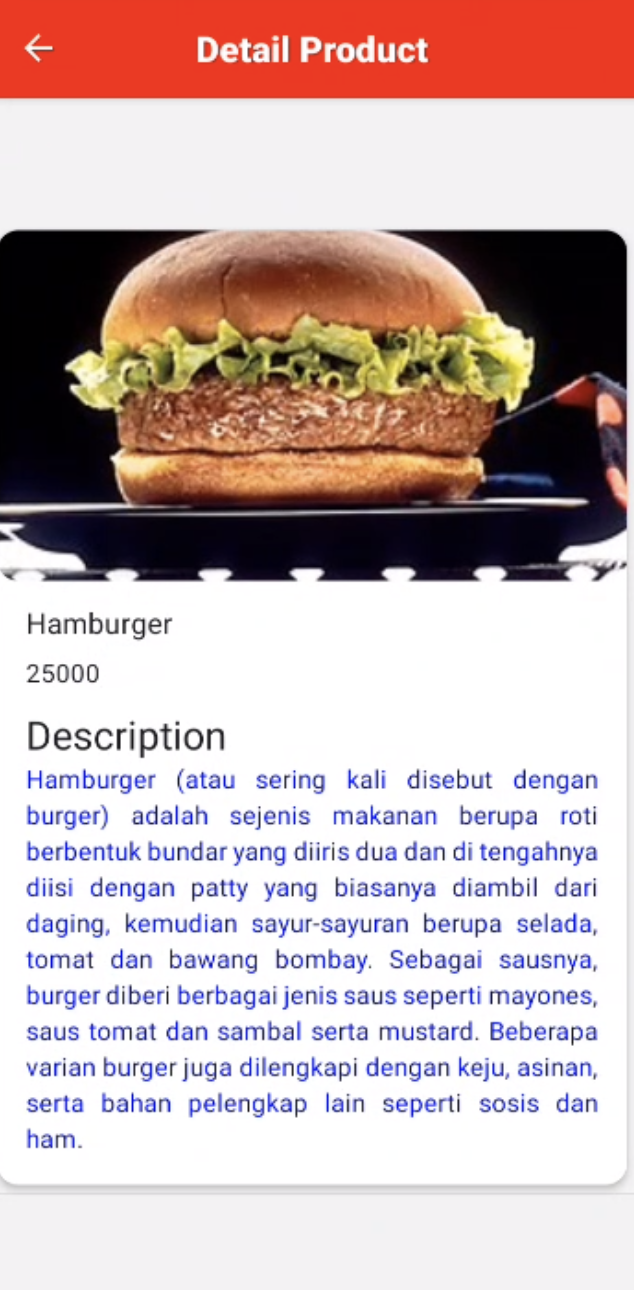 Detail Product
Hamburger
25000
Description
Hamburger (atau sering kali disebut dengan
burger) adalah sejenis makanan berupa roti
berbentuk bundar yang diiris dua dan di tengahnya
diisi dengan patty yang biasanya diambil dari
daging, kemudian sayur-sayuran berupa selada,
tomat dan bawang bombay. Sebagai sausnya,
burger diberi berbagai jenis saus seperti mayones,
saus tomat dan sambal serta mustard. Beberapa
varian burger juga dilengkapi dengan keju, asinan,
serta bahan pelengkap lain seperti sosis dan
ham.